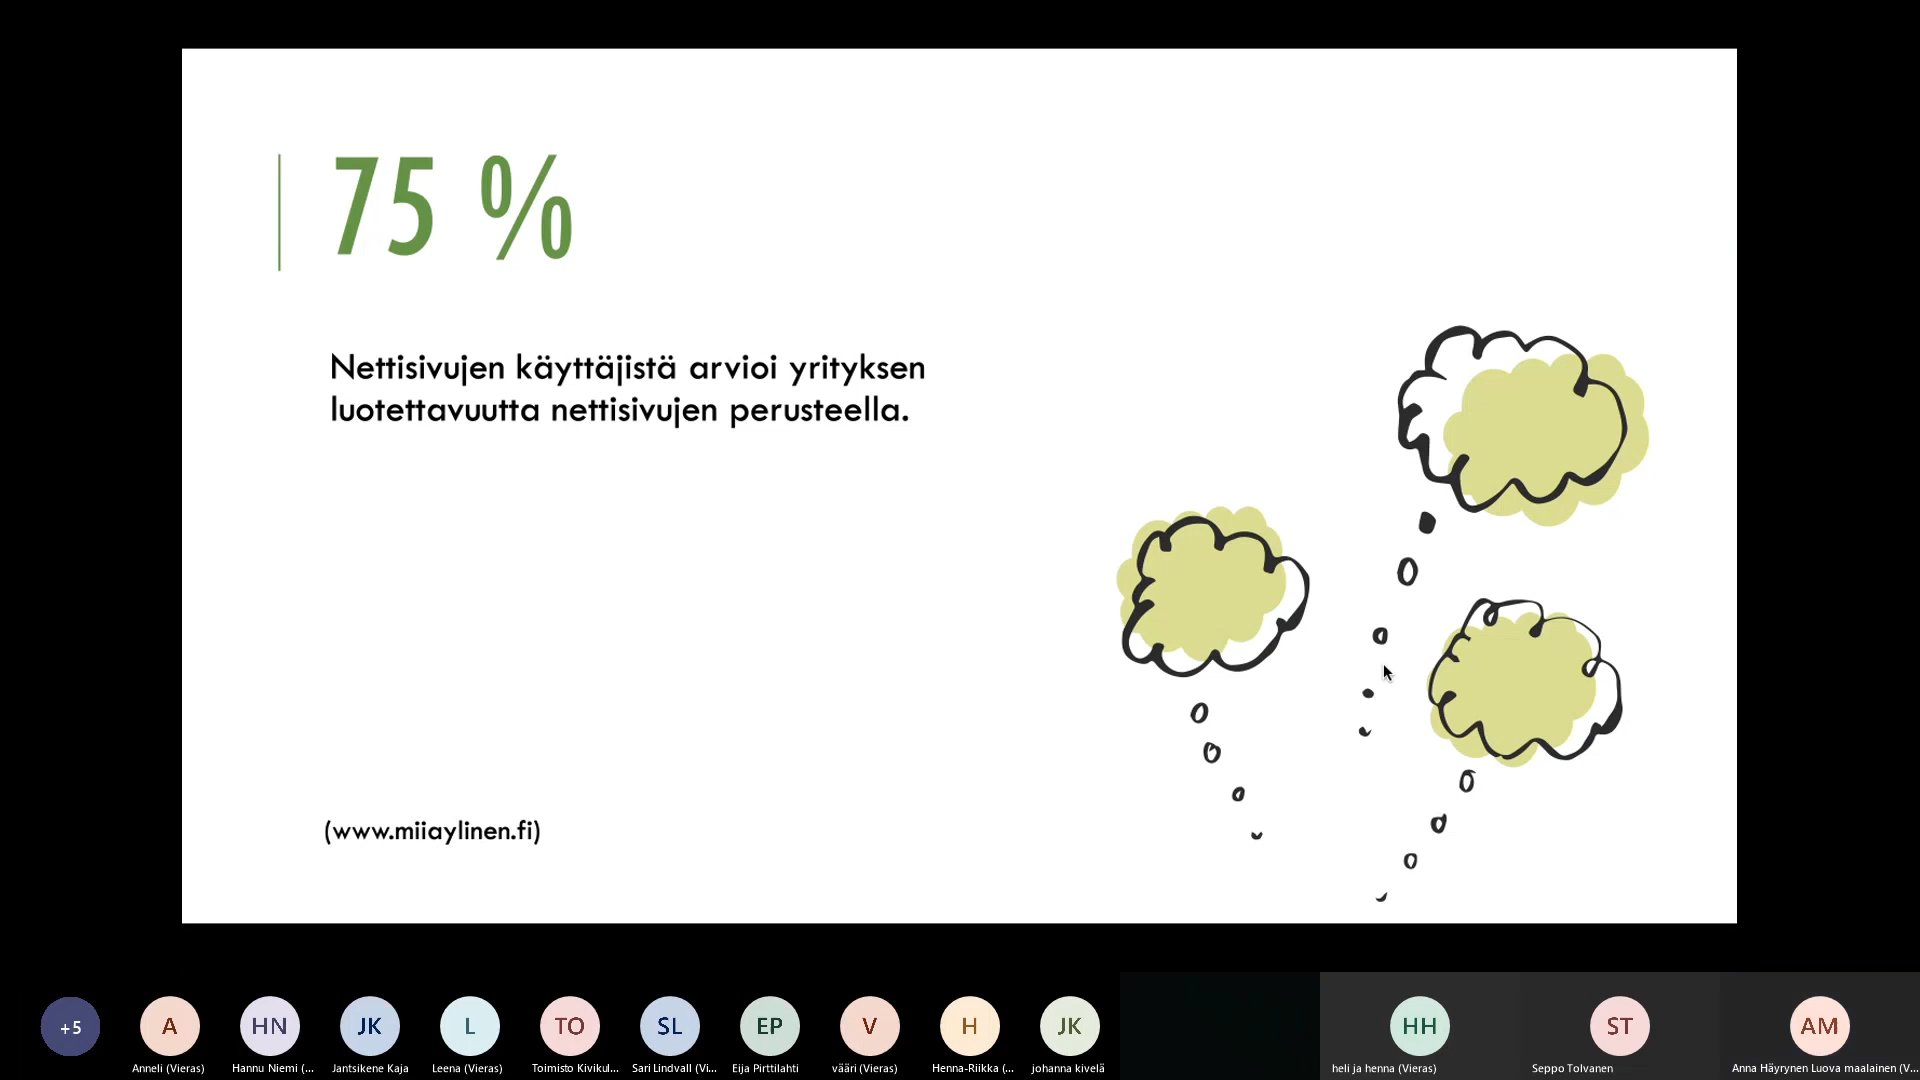 75 %
Nettisivujen käyttäjistä arvioi yrityksen
luotettavuutta nettisivujen perusteella.
(www.miiaylinen.fi)
+5
A
HN
JK
L
TO
SL
EP
V
H
JK
HH
ST
AM
Anneli (Vieras)
Hannu Niemi (...
Jantsikene Kaja
Leena (Vieras)
Toimisto Kivikul...
Sari Lindvall (Vi...
Eija Pirttilahti
vääri (Vieras)
Henna-Riikka (...
johanna kivelä
heli ja henna (Vieras)
Seppo Tolvanen
Anna Häyrynen Luova maalainen (V...